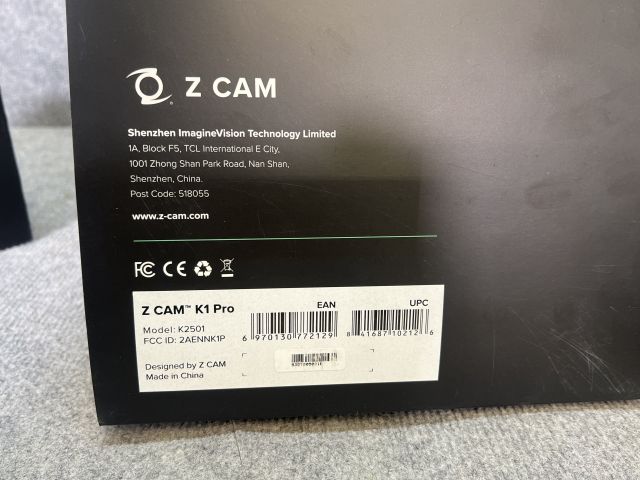 Z CAM
Shenzhen ImagineVision Technology Limited
1A, Block F5, TCL International E City,
1001 Zhong Shan Park Road, Nan Shan,
Shenzhen, China.
Post Code: 518055
www.z-cam.com
FC CE
Z CAM™ K1 Pro EAN UPC
Model: K2501
FCC ID: 2AENNK1P
6 970130 772129 8 41687 10212 6
Designed by Z CAM
Made in China